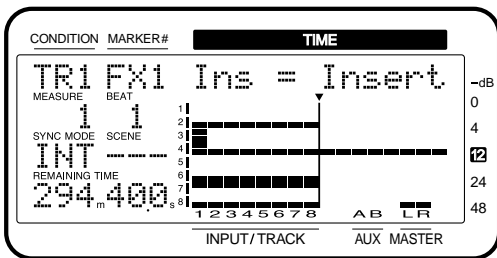 CONDITION MARKER# TIME
TR1 FX1 Ins = Insert
MEASURE BEAT
1 1
SYNC MODE SCENE
INT ---
REMAINING TIME
294m400s
1
2
3
4
5
6
7
8
1 2 3 4 5 6 7 8 A B L R
INPUT/TRACK AUX MASTER
-dB
0
4
12
24
48